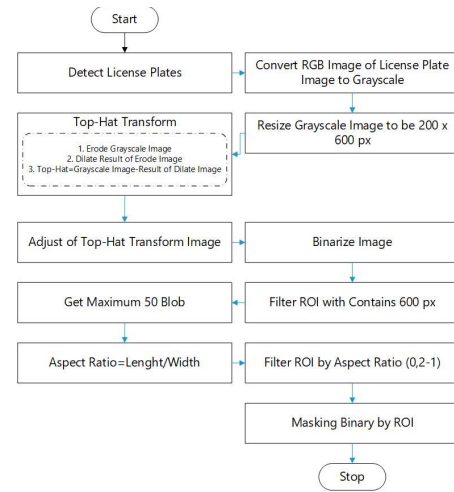 Start
Detect License Plates
Convert RGB Image of License Plate
Image to Grayscale
Resize Grayscale Image to be 200 x
600 px
Top-Hat Transform
1. Erode Grayscale Image
2. Dilate Result of Erode Image
3. Top-Hat=Grayscale Image-Result of Dilate Image
Adjust of Top-Hat Transform Image
Binarize Image
Filter ROI with Contains 600 px
Get Maximum 50 Blob
Aspect Ratio=Lenght/Width
Filter ROI by Aspect Ratio (0,2-1)
Masking Binary by ROI
Stop